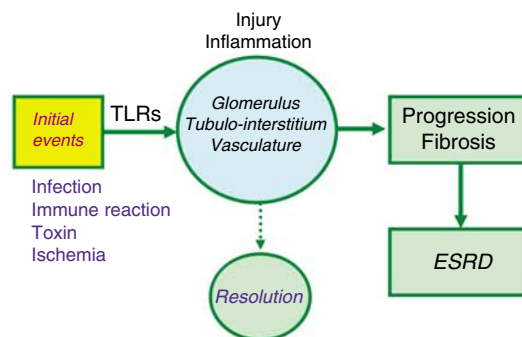 Injury
Inflammation
Initial
events
TLRs
Glomerulus
Tubulo-interstitium
Vasculature
Progression
Fibrosis
Infection
Immune reaction
Toxin
Ischemia
Resolution
ESRD